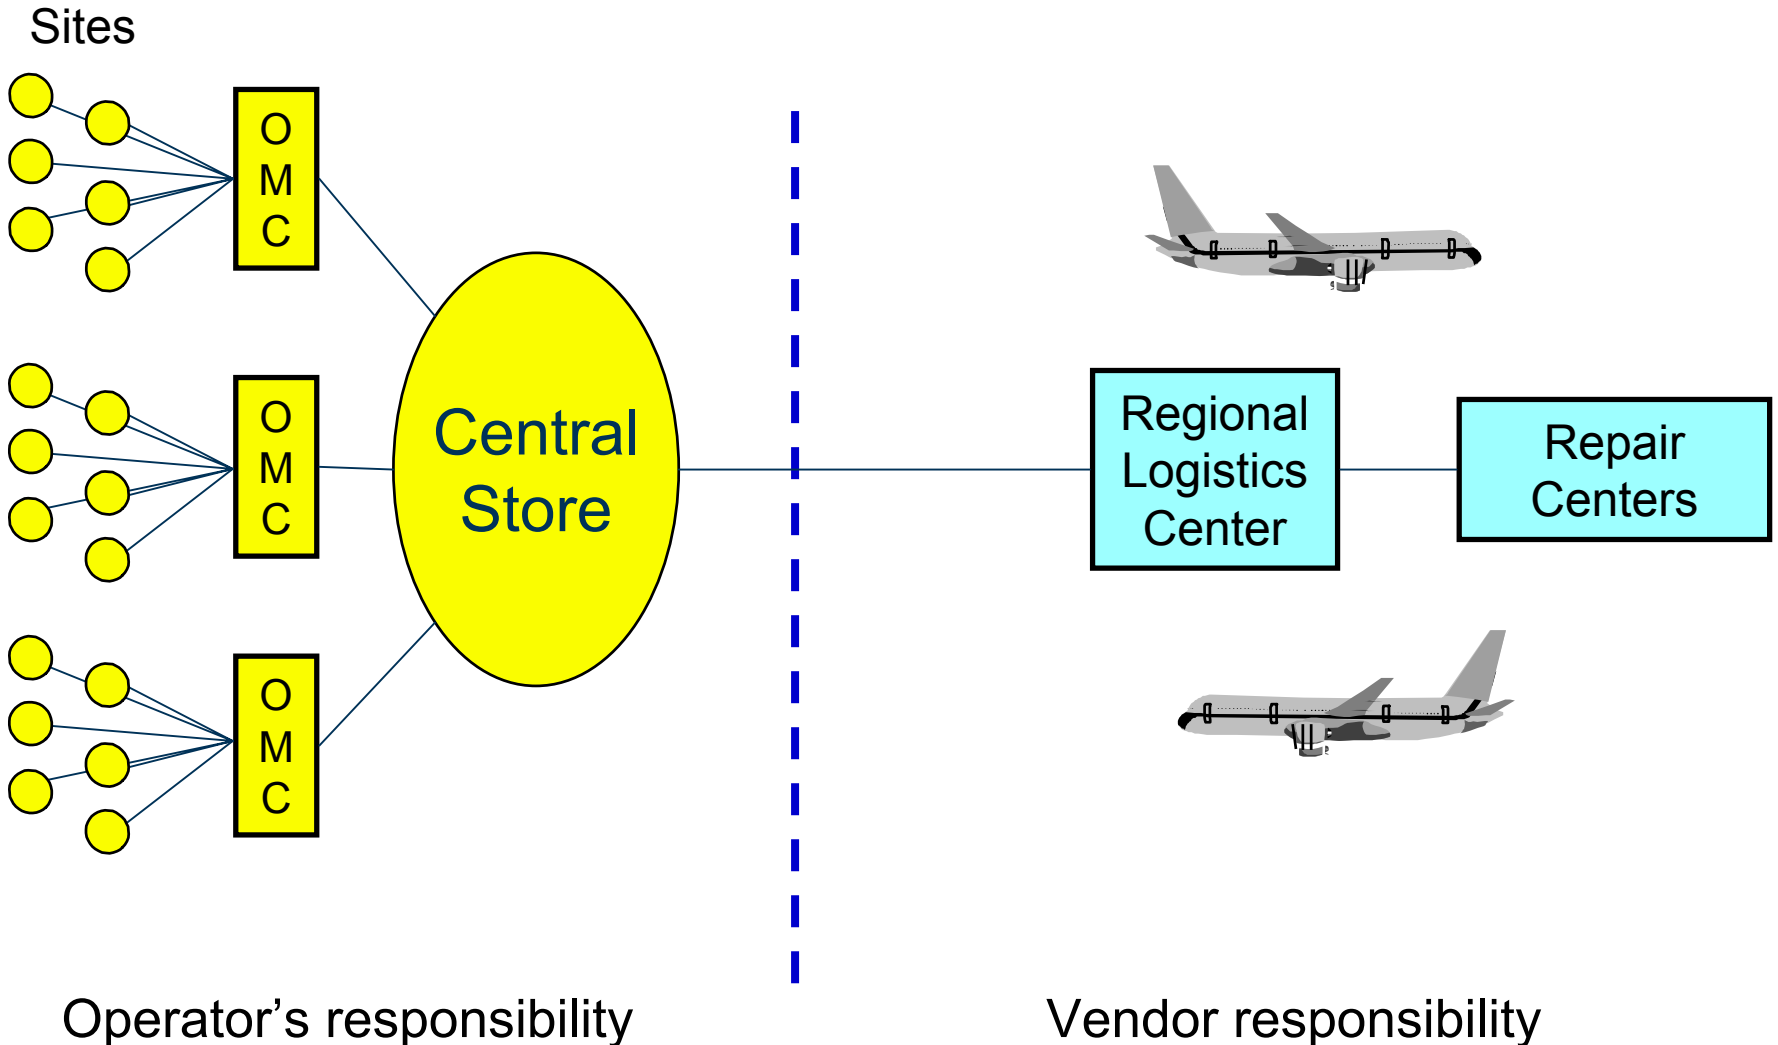 Sites
O
M
C
O
M
C
O
M
C
Central
Store
Regional
Logistics
Center
Repair
Centers
Operator’s responsibility
Vendor responsibility